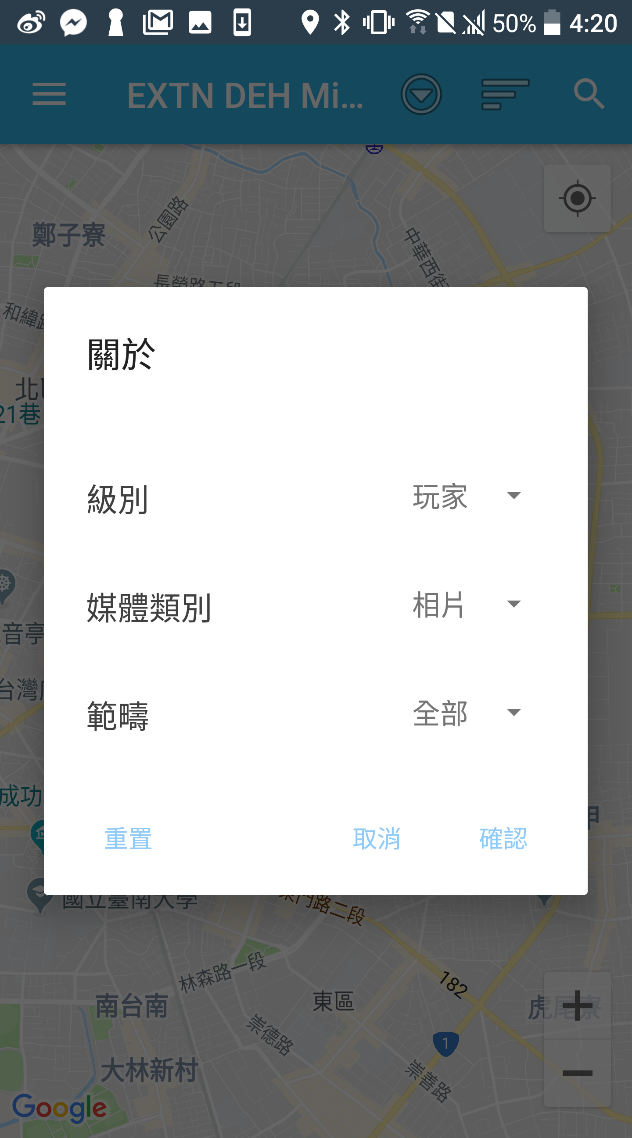 50% 4:20
EXTN DEH Mi...
鄭子寮
公園路
中華西街
長榮路五段
和緯路
關於
北
21巷
級別 玩家
媒體類別 相片
音亭
台灣
範疇 全部
成功
重置 取消 確認
國立臺南大學
東門路二段
林森路一段
182
南台南
東區
虎尾寮
崇德路
1
大林新村
崇善路
Google